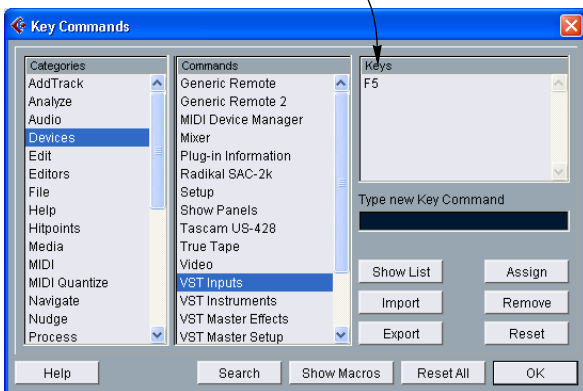 Key Commands
Categories
AddTrack
Analyze
Audio
Devices
Edit
Editors
File
Help
Hitpoints
Media
MIDI
MIDI Quantize
Navigate
Nudge
Process
Commands
Generic Remote
Generic Remote 2
MIDI Device Manager
Mixer
Plug-in Information
Radikal SAC-2k
Setup
Show Panels
Tascam US-428
True Tape
Video
VST Inputs
VST Instruments
VST Master Effects
VST Master Setup
Keys
F5
Type new Key Command
Show List
Assign
Import
Remove
Export
Reset
Help
Search
Show Macros
Reset All
OK